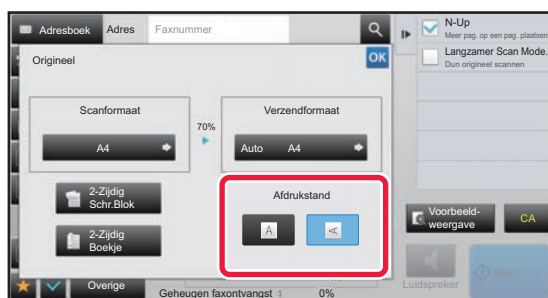 Adresboek Adres Faxnummer
N-Up
Meer pag. op een pag. plaatsen
Langzamer Scan Mode.
Dun origineel scannen
Origineel
OK
Scanformaat
A4
70%
Verzendformaat
Auto A4
2-Zijdig
Schr.Blok
2-Zijdig
Boekje
Afdrukstand
A A
Voorbeeld-
weergave
CA
Overige
Geheugen faxontvangst 1 0%
Luidspreker
Start